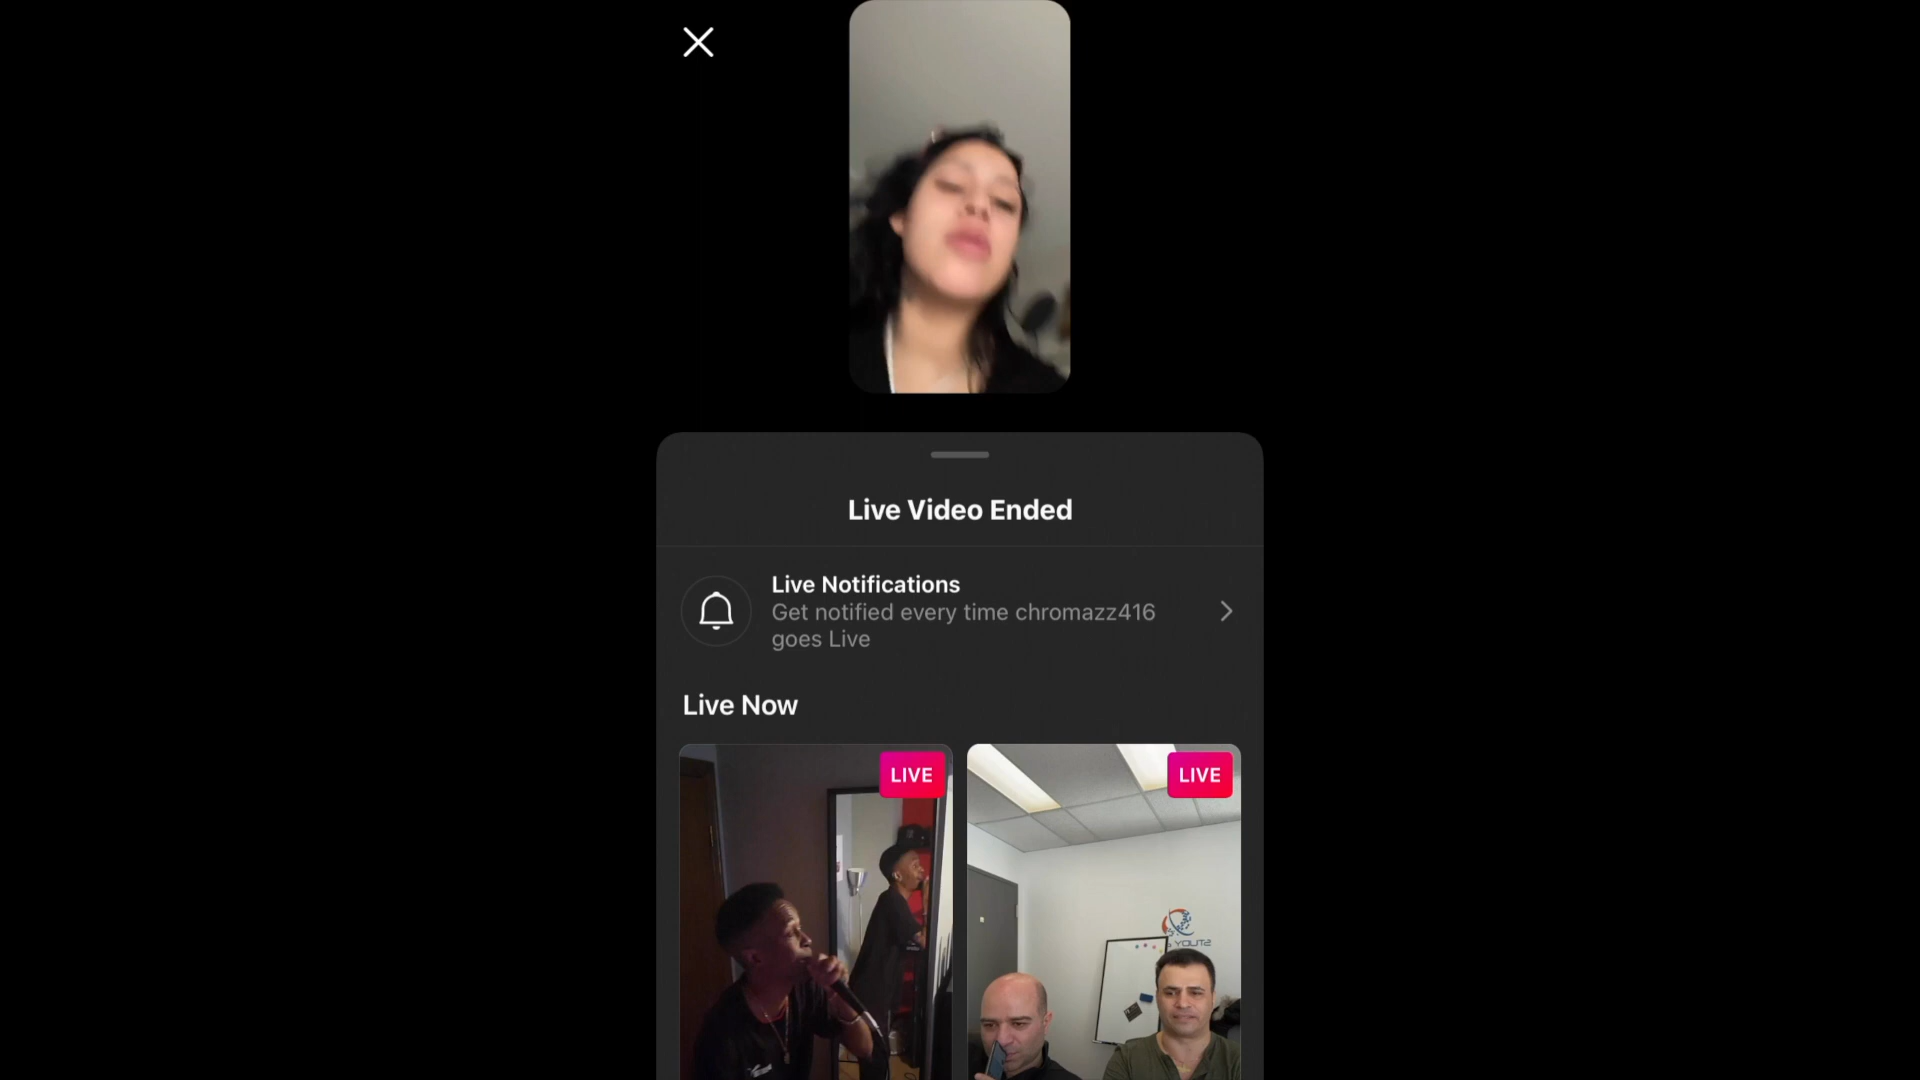 Live Video Ended
Live Notifications
Get notified every time chromazz416
goes Live
Live Now
LIVE
LIVE